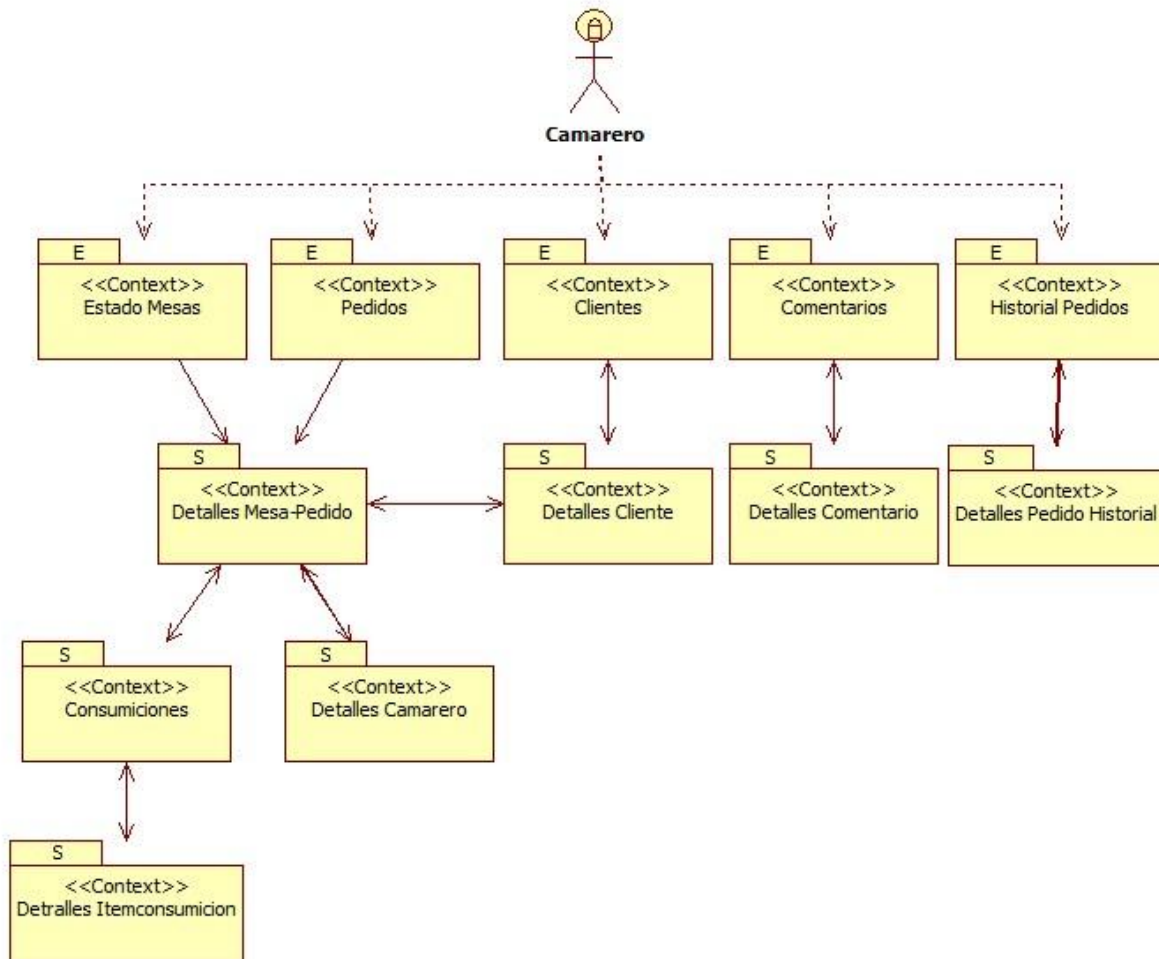 Camarero
E
<<Context>>
Estado Mesas
E
<<Context>>
Pedidos
E
<<Context>>
Clientes
E
<<Context>>
Comentarios
E
<<Context>>
Historial Pedidos
S
<<Context>>
Detalles Mesa-Pedido
S
<<Context>>
Detalles Cliente
S
<<Context>>
Detalles Comentario
S
<<Context>>
Detalles Pedido Historial
S
<<Context>>
Consumiciones
S
<<Context>>
Detalles Camarero
S
<<Context>>
Detralles Itemconsumicion